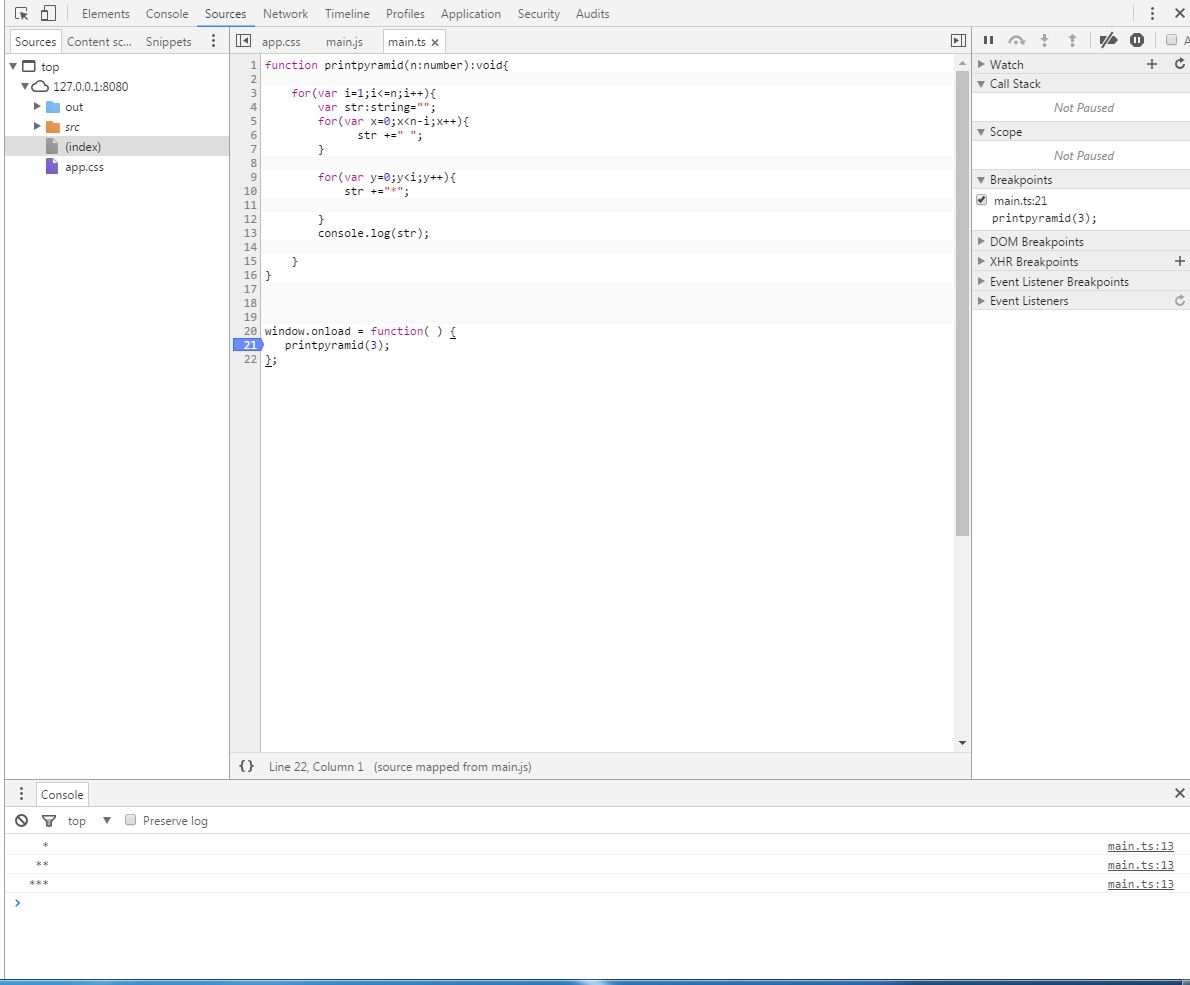 Elements Console Sources Network Timeline Profiles Application Security Audits
Sources Content sc... Snippets
app.css main.js main.ts ×
A
top
127.0.0.1:8080
out
src
(index)
app.css
1 function printpyramid(n:number):void{
2
3 for(var i=1;i<=n;i++){
4 var str:string="";
5 for(var x=0;x<n-i;x++){
6 str +=" ";
7 }
8
9 for(var y=0;y<i;y++){
10 str +="*";
11
12 }
13 console.log(str);
14
15 }
16 }
17
18
19
20 window.onload = function( ) {
21 printpyramid(3);
22 };
{} Line 22, Column 1 (source mapped from main.js)
Watch
Call Stack
Not Paused
Scope
Not Paused
Breakpoints
main.ts:21
printpyramid(3);
DOM Breakpoints
XHR Breakpoints
Event Listener Breakpoints
Event Listeners
Console
top Preserve log
* main.ts:13
** main.ts:13
*** main.ts:13
>